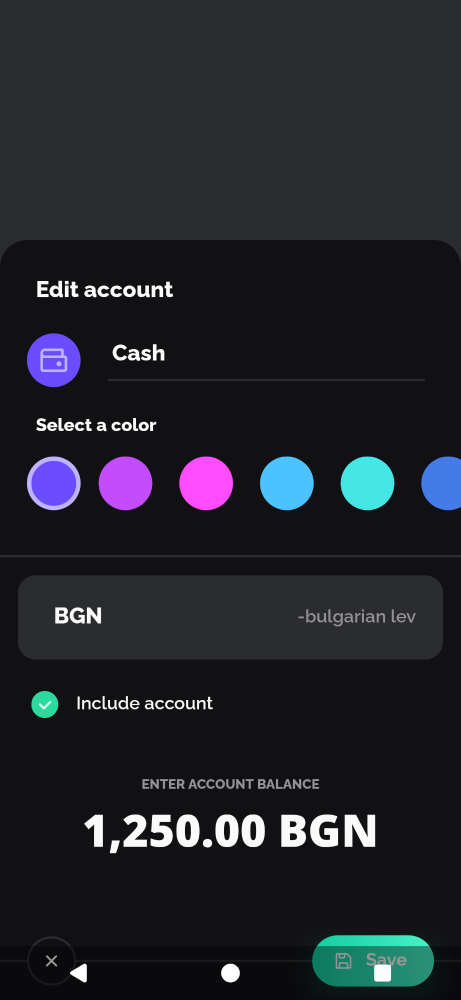 Edit account
Cash
Select a color
BGN -bulgarian lev
Include account
ENTER ACCOUNT BALANCE
1,250.00 BGN
Save